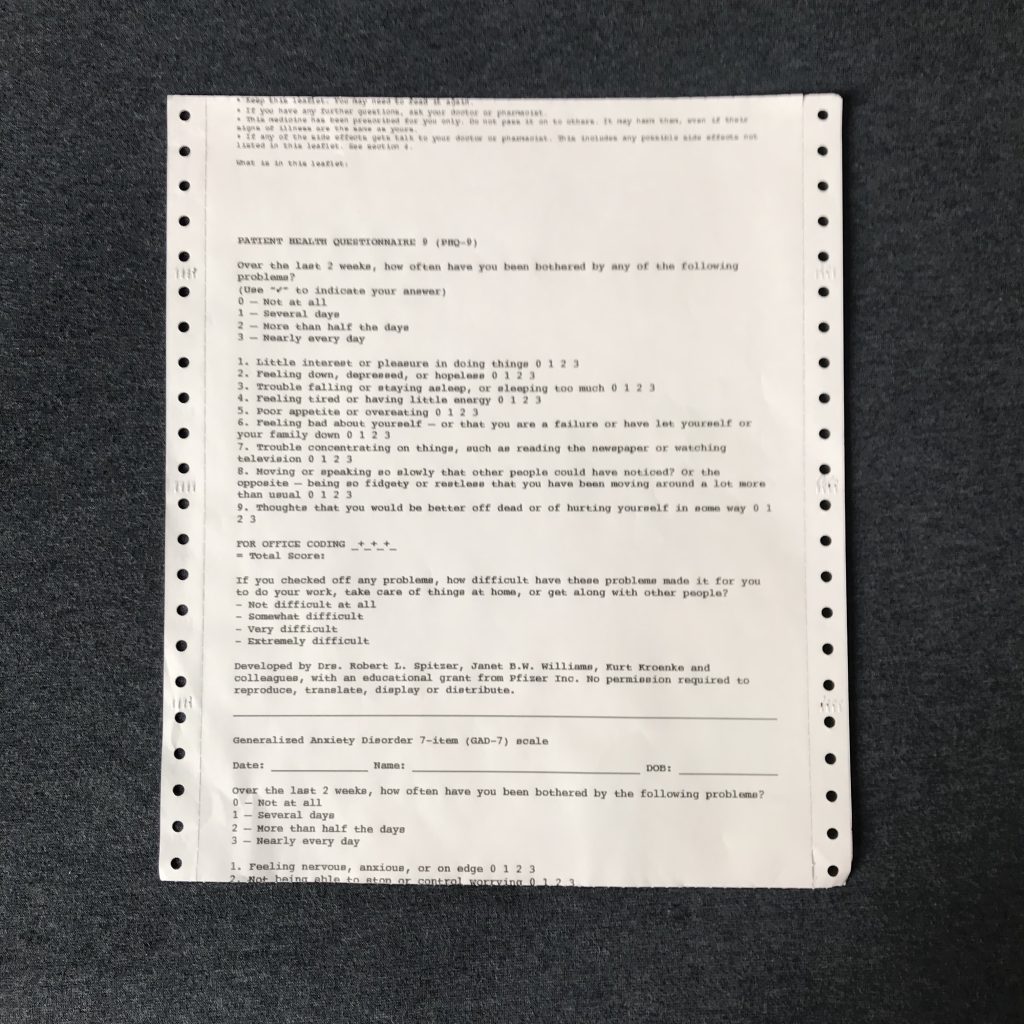 • Keep this leaflet. You may need to read it again.
• If you have any further questions, ask your doctor or pharmacist.
• This medicine has been prescribed for you only. Do not pass it on to others. It may harm them, even if their
signs of illness are the same as yours.
• If any of the side effects gets talk to your doctor or pharmacist. This includes any possible side effects not
listed in this leaflet. See section 4.
What is in this leaflet:
PATIENT HEALTH QUESTIONNAIRE 9 (PHQ-9)
Over the last 2 weeks, how often have you been bothered by any of the following
problems?
(Use "✔" to indicate your answer)
0 — Not at all
1 — Several days
2 — More than half the days
3 — Nearly every day
1. Little interest or pleasure in doing things 0 1 2 3
2. Feeling down, depressed, or hopeless 0 1 2 3
3. Trouble falling or staying asleep, or sleeping too much 0 1 2 3
4. Feeling tired or having little energy 0 1 2 3
5. Poor appetite or overeating 0 1 2 3
6. Feeling bad about yourself — or that you are a failure or have let yourself or
your family down 0 1 2 3
7. Trouble concentrating on things, such as reading the newspaper or watching
television 0 1 2 3
8. Moving or speaking so slowly that other people could have noticed? Or the
opposite — being so fidgety or restless that you have been moving around a lot more
than usual 0 1 2 3
9. Thoughts that you would be better off dead or of hurting yourself in some way 0 1
2 3
FOR OFFICE CODING _+_+_+_
= Total Score:
If you checked off any problems, how difficult have these problems made it for you
to do your work, take care of things at home, or get along with other people?
- Not difficult at all
- Somewhat difficult
- Very difficult
- Extremely difficult
Developed by Drs. Robert L. Spitzer, Janet B.W. Williams, Kurt Kroenke and
colleagues, with an educational grant from Pfizer Inc. No permission required to
reproduce, translate, display or distribute.
Generalized Anxiety Disorder 7-item (GAD-7) scale
Date: __________ Name: ________________________ DOB: __________
Over the last 2 weeks, how often have you been bothered by the following problems?
0 — Not at all
1 — Several days
2 — More than half the days
3 — Nearly every day
1. Feeling nervous, anxious, or on edge 0 1 2 3
2. Not being able to stop or control worrying 0 1 2 3